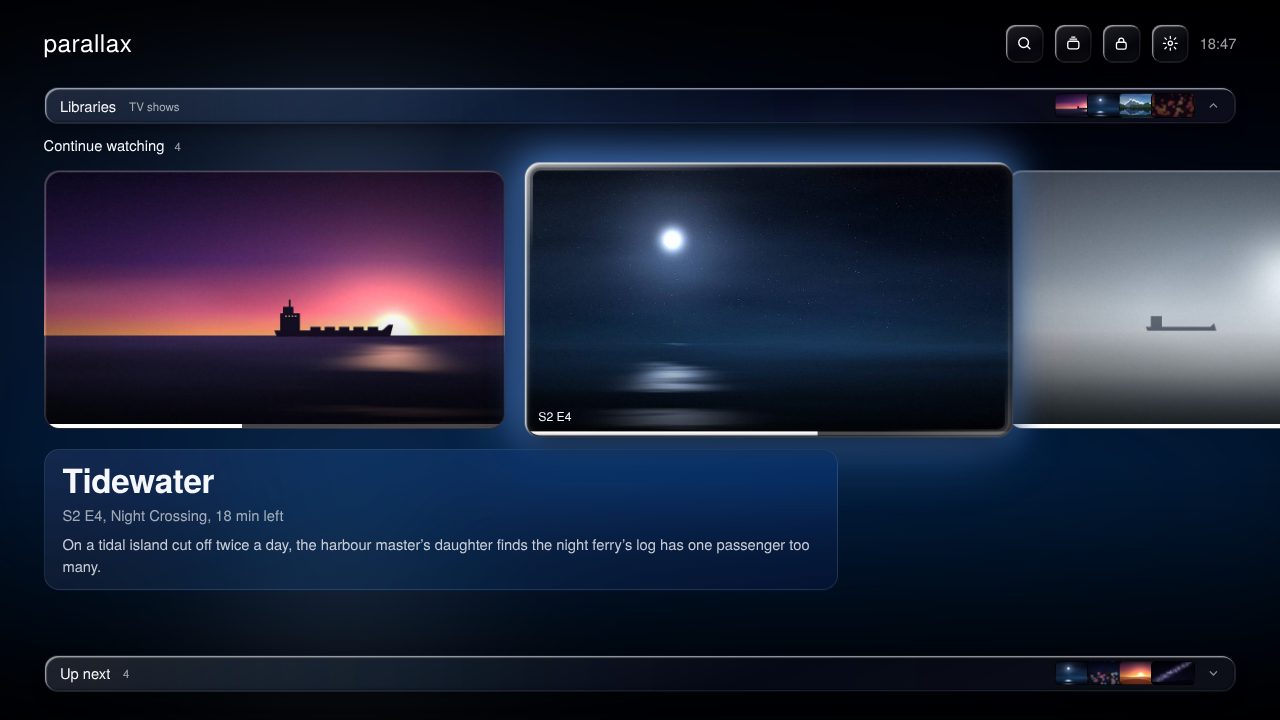 parallax
18:47
Libraries TV shows
Continue watching 4
S2 E4
Tidewater
S2 E4, Night Crossing, 18 min left
On a tidal island cut off twice a day, the harbour master’s daughter finds the night ferry’s log has one passenger too
many.
Up next 4